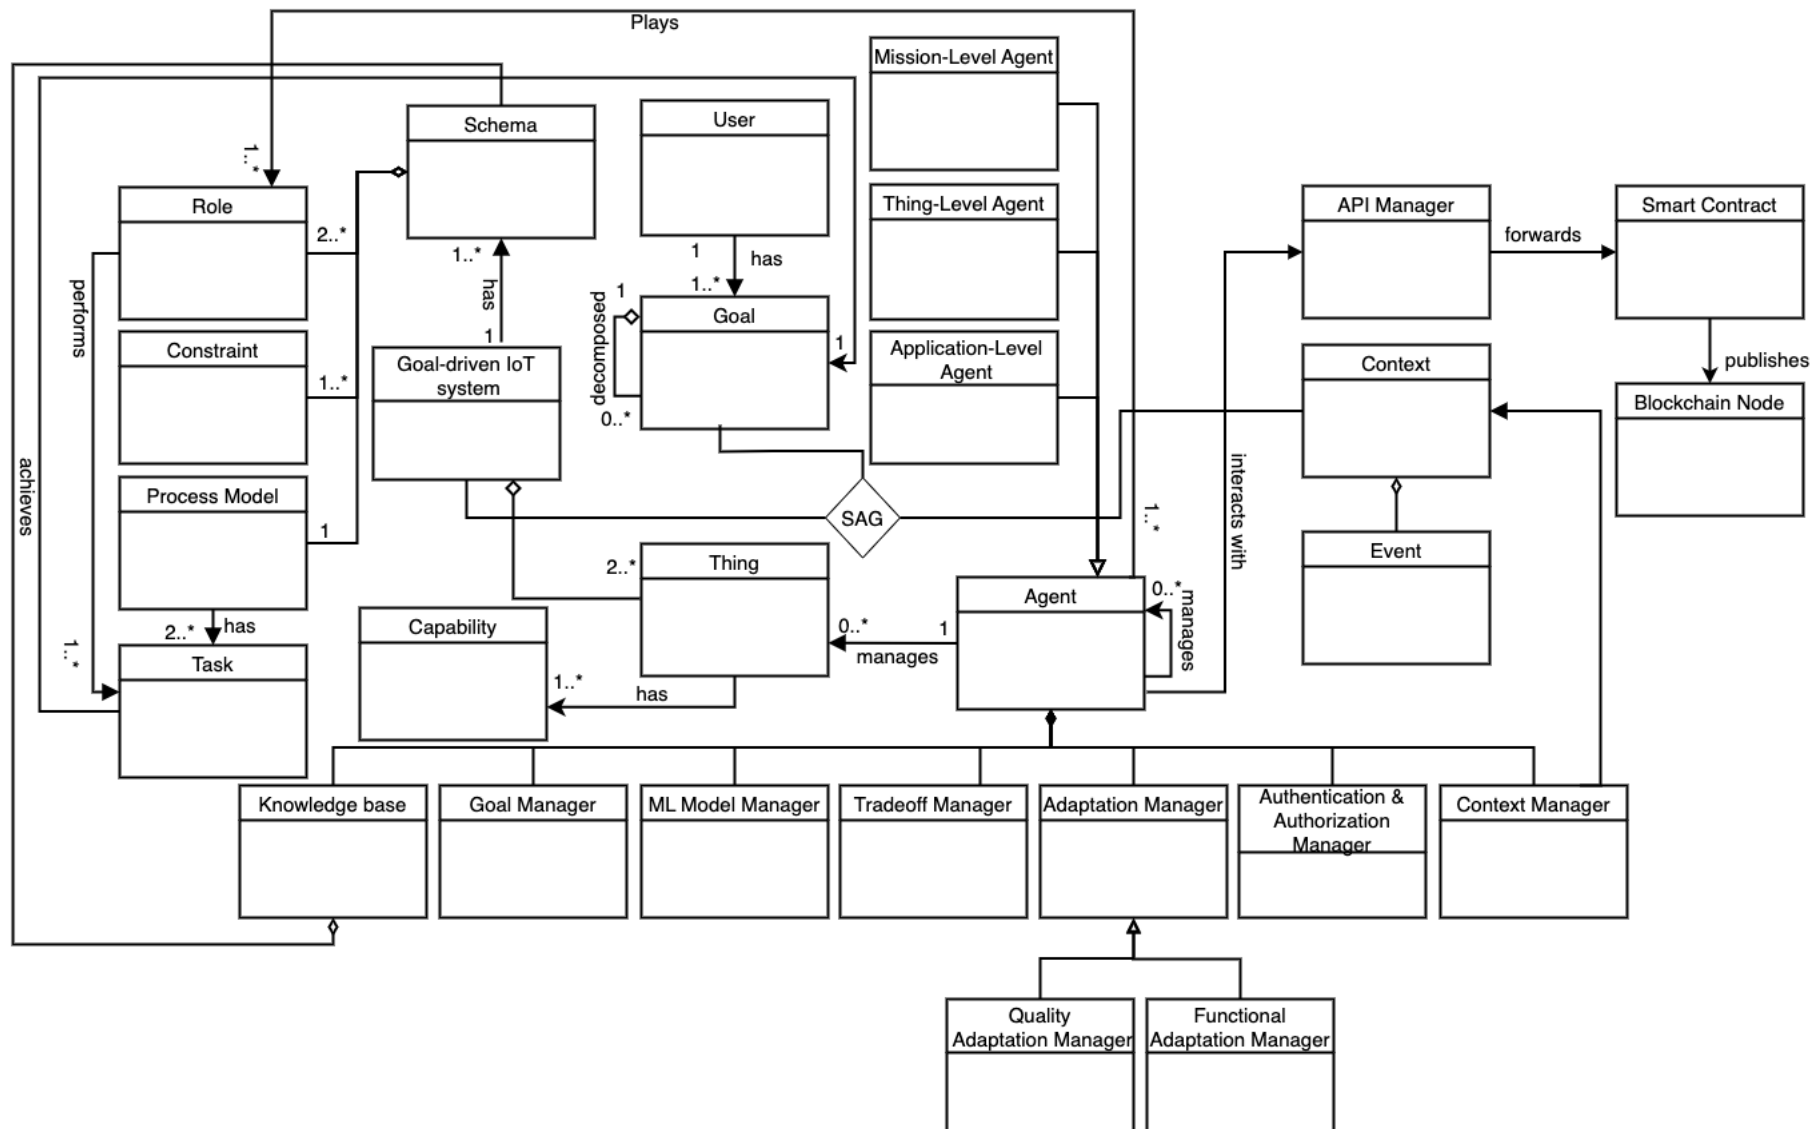 Plays
Mission-Level Agent
Schema
User
1..*
Role
Thing-Level Agent
API Manager
Smart Contract
2..*
1..*
1
has
forwards
performs
has
1..*
1
decomposed
Goal
1
Constraint
1
Application-Level
Agent
Context
publishes
Goal-driven IoT
system
1..*
0..*
Blockchain Node
achieves
interacts with
Process Model
1
SAG
1..*
Event
Thing
2..*
Agent
0..*
manages
Capability
0..*
1
manages
2..*
has
1..*
Task
1..*
has
Knowledge base
Goal Manager
ML Model Manager
Tradeoff Manager
Adaptation Manager
Authentication &
Authorization
Manager
Context Manager
Quality
Adaptation Manager
Functional
Adaptation Manager